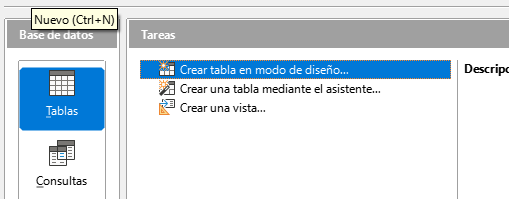 Nuevo (Ctrl+N)
Base de datos
Tareas
Crear tabla en modo de diseño...
Crear una tabla mediante el asistente...
Crear una vista...
Descripc
Tablas
Consultas